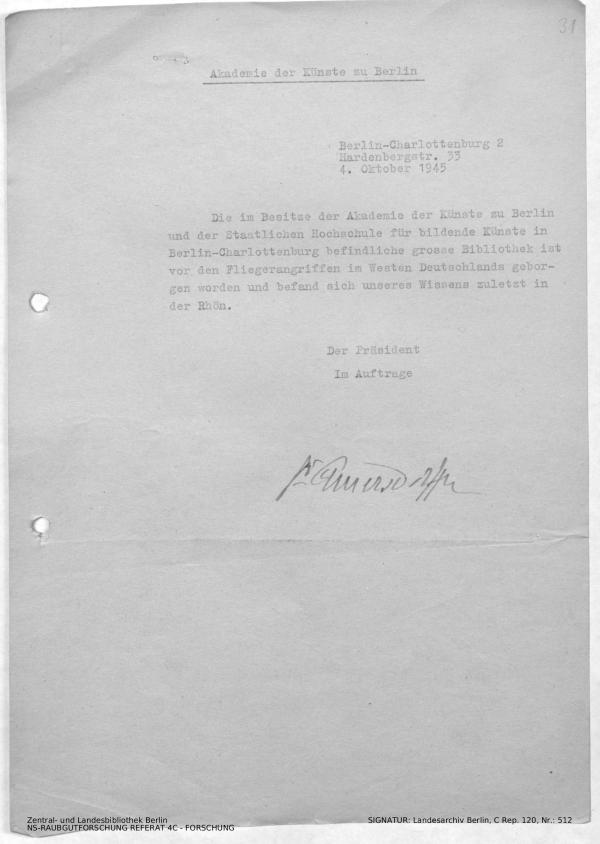 31
Akademie der Künste zu Berlin
Berlin-Charlottenburg 2
Hardenbergstr. 33
4. Oktober 1945
Die im Besitze der Akademie der Künste zu Berlin
und der Staatlichen Hochschule für bildende Künste in
Berlin-Charlottenburg befindliche grosse Bibliothek ist
vor den Fliegerangriffen im Westen Deutschlands gebor-
gen worden und befand sich unseres Wissens zuletzt in
der Rhön.
Der Präsident
Im Auftrage
Zentral- und Landesbibliothek Berlin
NS-RAUBGUTFORSCHUNG REFERAT 4C - FORSCHUNG
SIGNATUR: Landesarchiv Berlin, C Rep. 120, Nr.: 512